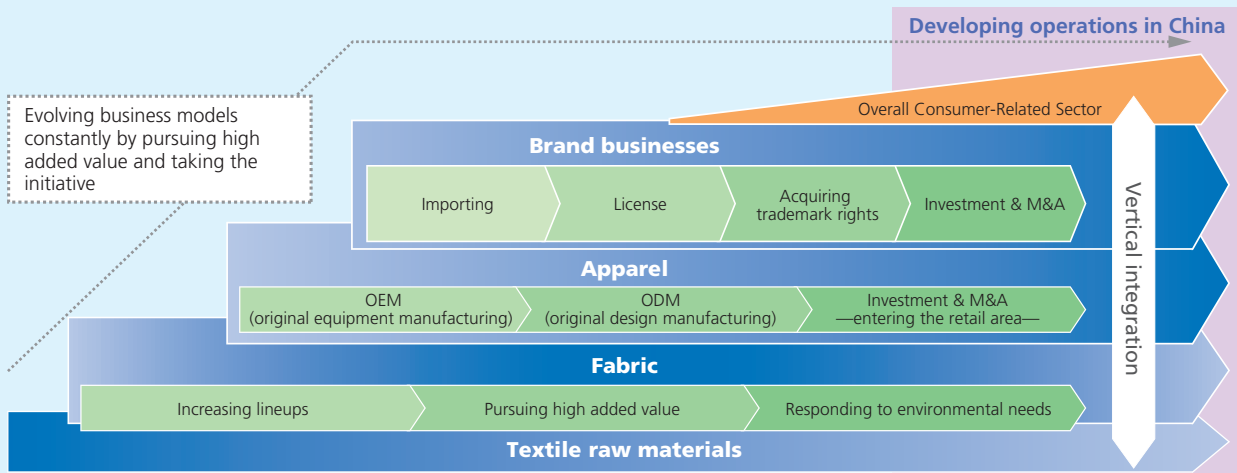 Developing operations in China
Evolving business models
constantly by pursuing high
added value and taking the
initiative
Overall Consumer-Related Sector
Brand businesses
Importing
License
Acquiring
trademark rights
Investment & M&A
Vertical integration
Apparel
OEM
(original equipment manufacturing)
ODM
(original design manufacturing)
Investment & M&A
—entering the retail area—
Fabric
Increasing lineups
Pursuing high added value
Responding to environmental needs
Textile raw materials